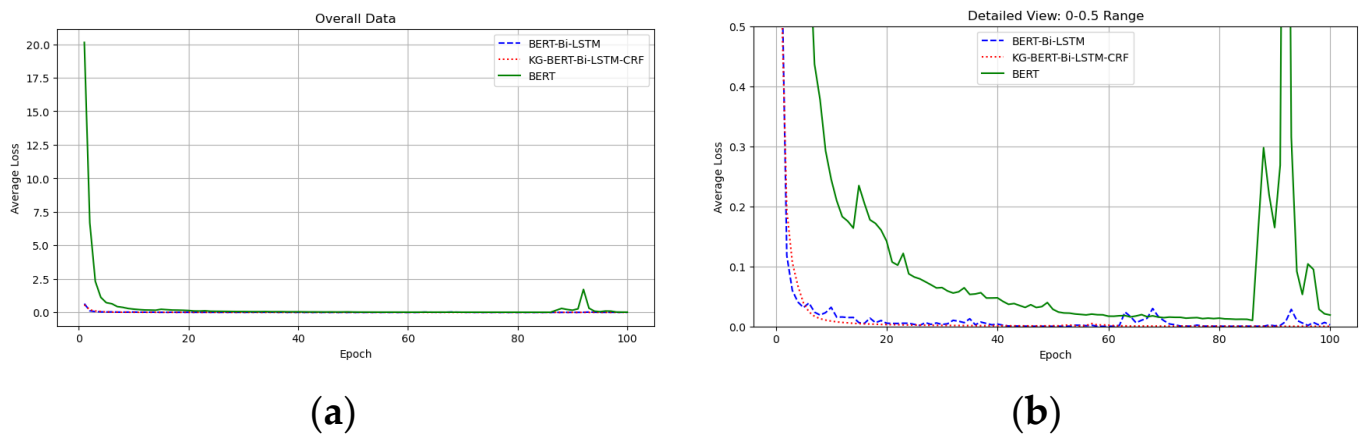 Overall Data
20.0
17.5
15.0
12.5
10.0
7.5
5.0
2.5
0.0
Average Loss
BERT-Bi-LSTM
KG-BERT-Bi-LSTM-CRF
BERT
0 20 40 60 80 100
Epoch
(a)
Detailed View: 0-0.5 Range
0.5
0.4
0.3
0.2
0.1
0.0
Average Loss
BERT-Bi-LSTM
KG-BERT-Bi-LSTM-CRF
BERT
0 20 40 60 80 100
Epoch
(b)